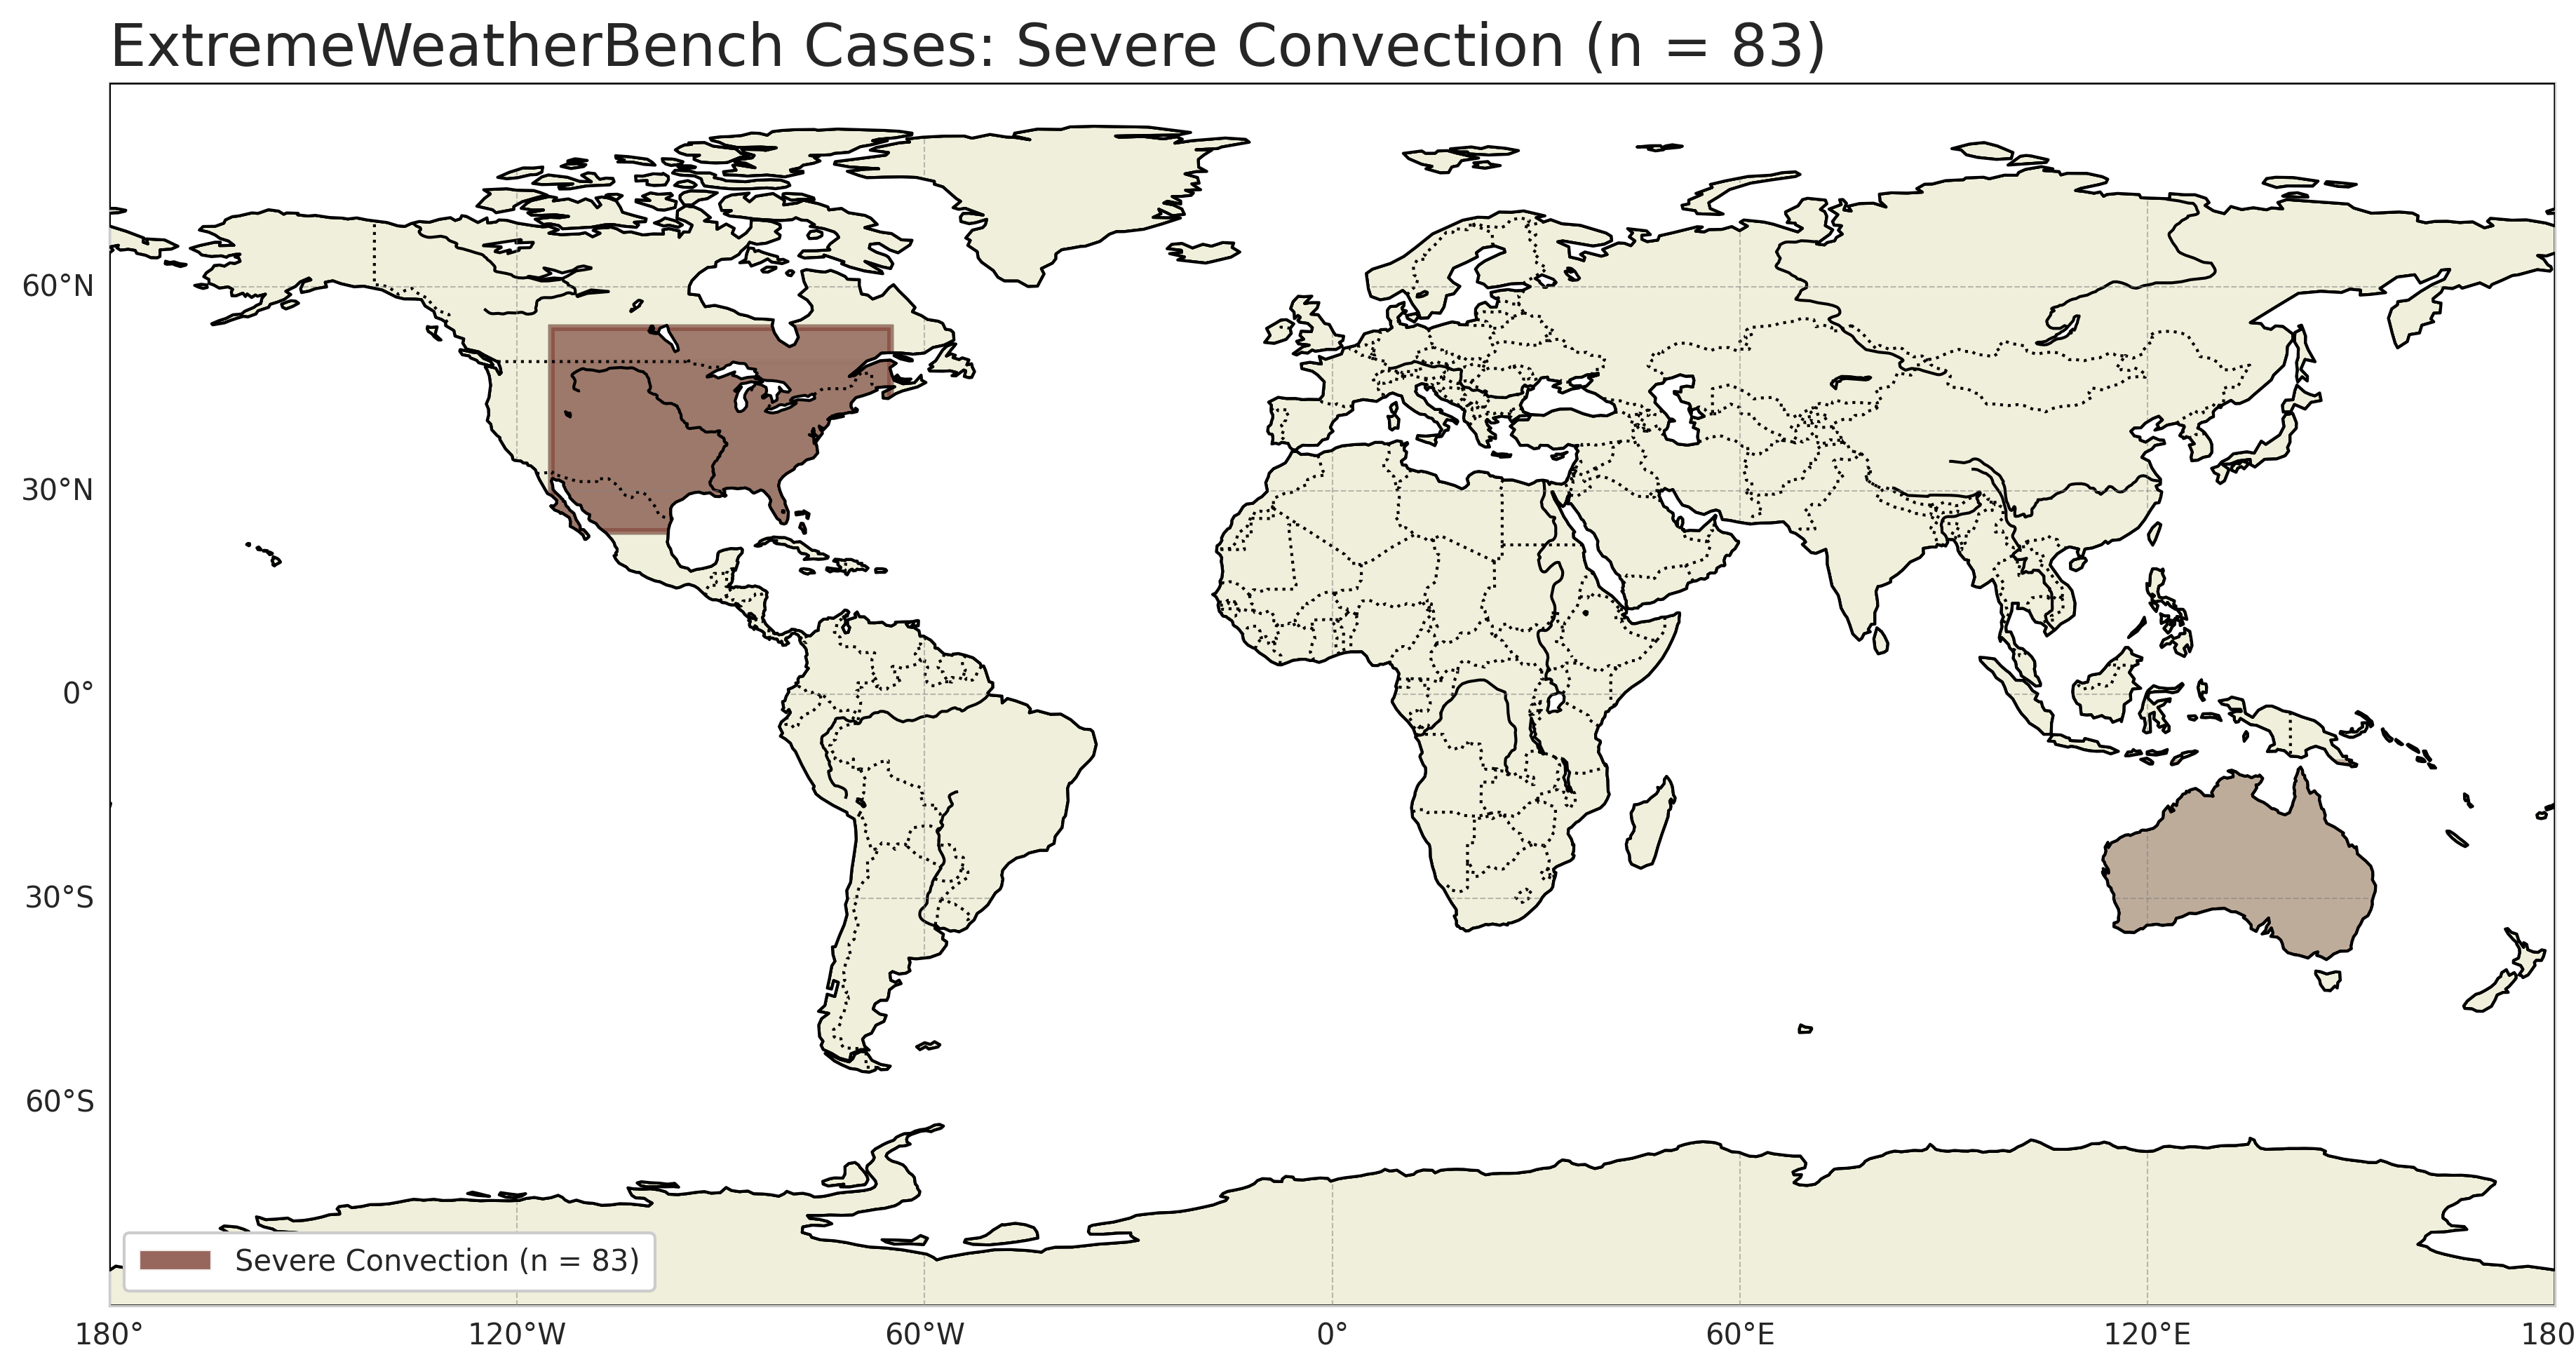 ExtremeWeatherBench Cases: Severe Convection (n = 83)
60°N
30°N
0°
30°S
60°S
Severe Convection (n = 83)
180° 120°W 60°W 0° 60°E 120°E 180